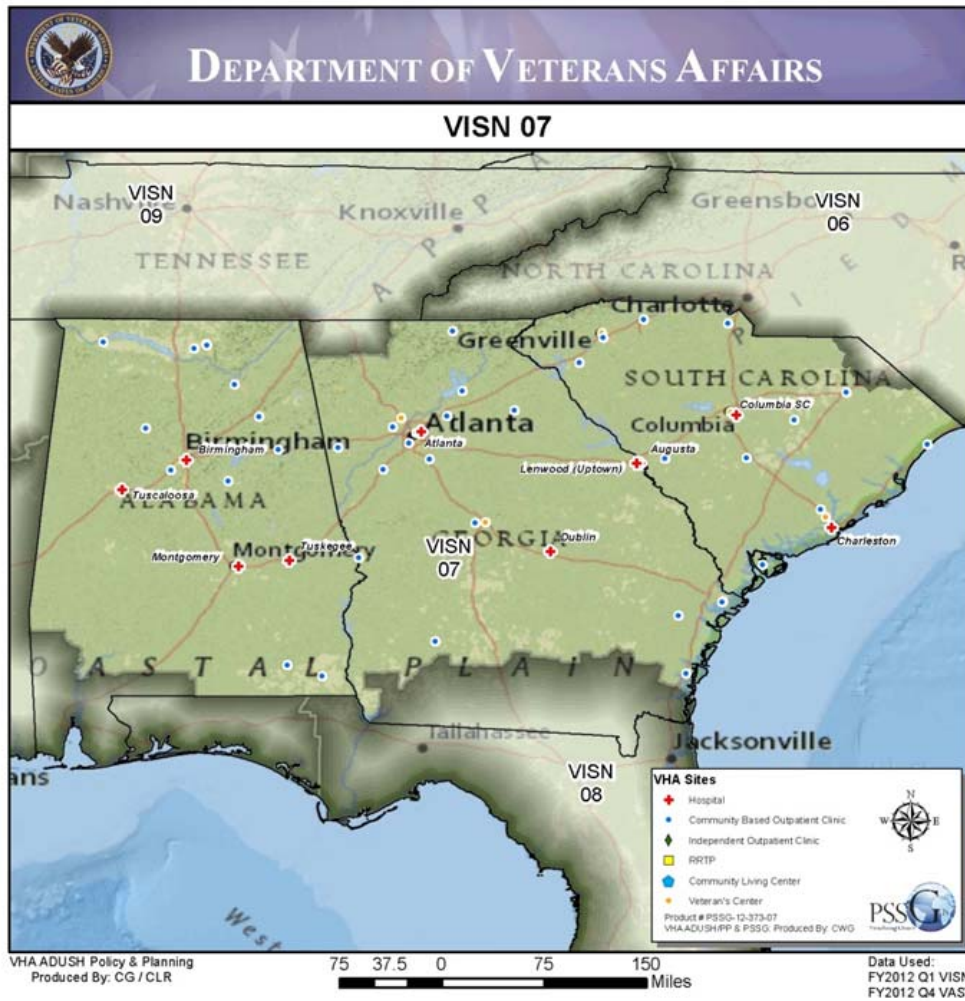 DEPARTMENT OF VETERANS AFFAIRS
VISN 07
VISN
09
Nashville
Knoxville
Greensboro
VISN
06
TENNESSEE
NORTH CAROLINA
A P P A
P I E D M
Charlotte
Greenville
SOUTH CAROLINA
Columbia SC
Columbia
Atlanta
Atlanta
Birmingham
Birmingham
Augusta
Lenwood (Uptown)
Tuscaloosa
ALABAMA
Charleston
Tuskegee
Montgomery
Montgomery
GEORGIA
VISN
07
Dublin
OASTAL PLAIN
Tallahassee
Jacksonville
VISN
08
ans
West
VHA Sites
Hospital
Community Based Outpatient Clinic
Independent Outpatient Clinic
RRTP
Community Living Center
Veteran's Center
Product # PSSG-12-373-07
VHA ADUSH/PP & PSSG: Produced By: CWG
N
W E
S
PSSG
VHA ADUSH Policy & Planning
Produced By: CG / CLR
75 37.5 0 75 150
Miles
Data Used:
FY2012 Q1 VISN
FY2012 Q4 VAS